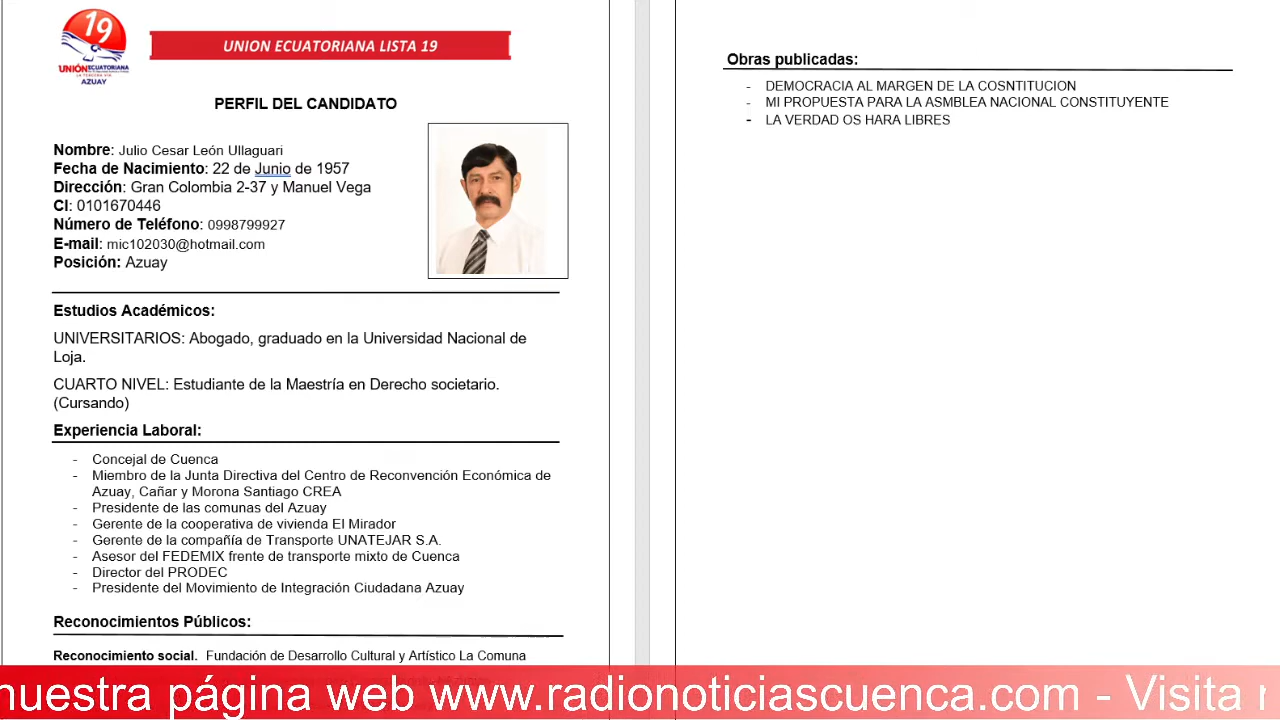 19
UNIÓN ECUATORIANA
LA TERCERA VÍA
AZUAY
UNION ECUATORIANA LISTA 19
PERFIL DEL CANDIDATO
Nombre: Julio Cesar León Ullaguari
Fecha de Nacimiento: 22 de Junio de 1957
Dirección: Gran Colombia 2-37 y Manuel Vega
CI: 0101670446
Número de Teléfono: 0998799927
E-mail: mic102030@hotmail.com
Posición: Azuay
Estudios Académicos:
UNIVERSITARIOS: Abogado, graduado en la Universidad Nacional de
Loja.
CUARTO NIVEL: Estudiante de la Maestría en Derecho societario.
(Cursando)
Experiencia Laboral:
- Concejal de Cuenca
- Miembro de la Junta Directiva del Centro de Reconvención Económica de
Azuay, Cañar y Morona Santiago CREA
- Presidente de las comunas del Azuay
- Gerente de la cooperativa de vivienda El Mirador
- Gerente de la compañía de Transporte UNATEJAR S.A.
- Asesor del FEDEMIX frente de transporte mixto de Cuenca
- Director del PRODEC
- Presidente del Movimiento de Integración Ciudadana Azuay
Reconocimientos Públicos:
Reconocimiento social. Fundación de Desarrollo Cultural y Artístico La Comuna
Obras publicadas:
- DEMOCRACIA AL MARGEN DE LA COSNTITUCION
- MI PROPUESTA PARA LA ASMBLEA NACIONAL CONSTITUYENTE
- LA VERDAD OS HARA LIBRES
nuestra página web www.radionoticiascuenca.com - Visita